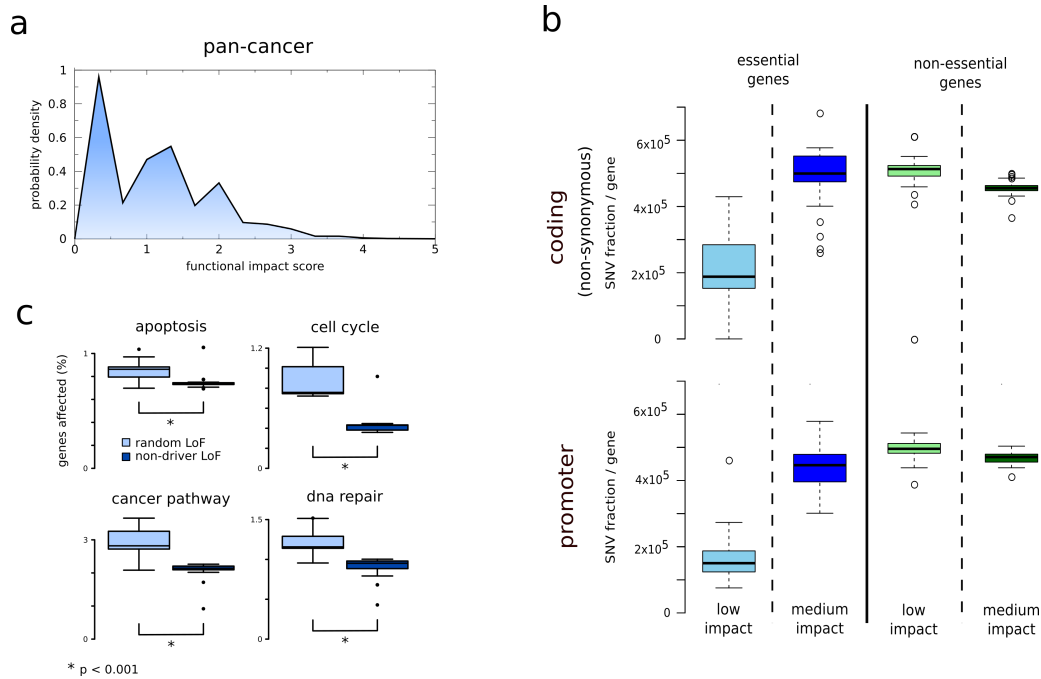 a
pan-cancer
probability density
1
0.8
0.6
0.4
0.2
0
0
1
2
3
4
5
functional impact score
b
essential
genes
non-essential
genes
coding
(non-synonymous)
SNV fraction / gene
6x10⁵
4x10⁵
2x10⁵
0
promoter
SNV fraction / gene
6x10⁵
4x10⁵
2x10⁵
0
low
impact
medium
impact
low
impact
medium
impact
c
apoptosis
genes affected (%)
1
0
*
random LoF
non-driver LoF
cell cycle
1.2
0
*
cancer pathway
3
0
*
dna repair
1.5
0
*
* p < 0.001